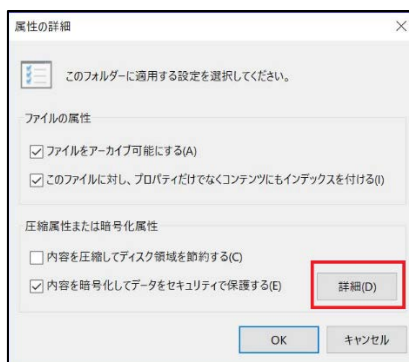 属性の詳細
このフォルダーに適用する設定を選択してください。
ファイルの属性
ファイルをアーカイブ可能にする(A)
このファイルに対し、プロパティだけでなくコンテンツにもインデックスを付ける(I)
圧縮属性または暗号化属性
内容を圧縮してディスク領域を節約する(C)
内容を暗号化してデータをセキュリティで保護する(E) 詳細(D)
OK キャンセル